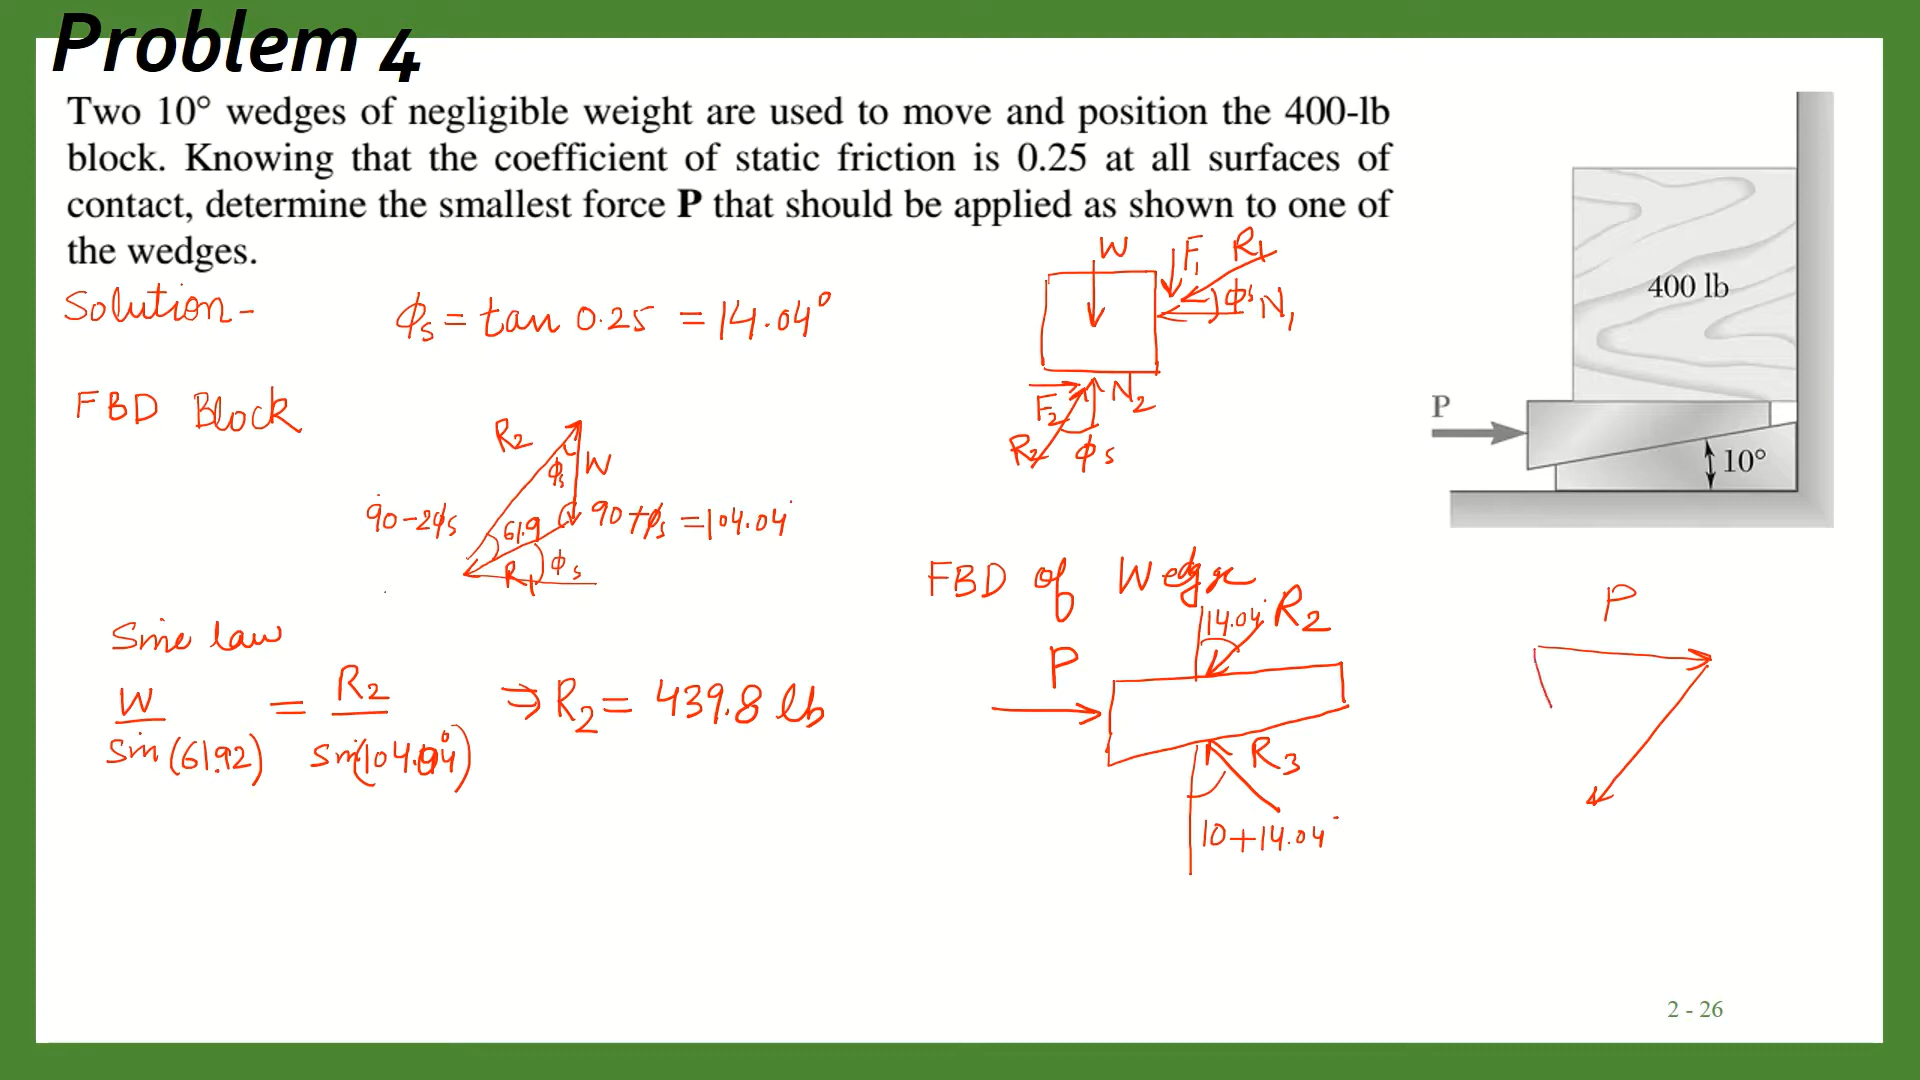 Problem 4
Two 10° wedges of negligible weight are used to move and position the 400-lb
block. Knowing that the coefficient of static friction is 0.25 at all surfaces of
contact, determine the smallest force P that should be applied as shown to one of
the wedges.
Solution-
ϕs = tan 0.25 = 14.04°
W
F1
R1
ϕs
N1
F2
N2
R2
ϕs
400 lb
P
10°
FBD Block
R2
ϕs
W
90-2ϕs
61.9
90+ϕs = 104.04
R1
ϕs
FBD of Wedge
14.04
R2
P
R3
10+14.04
P
Sine law
W / sin(61.92) = R2 / sin(104.04°) ⇒ R2 = 439.8 lb
2 - 26